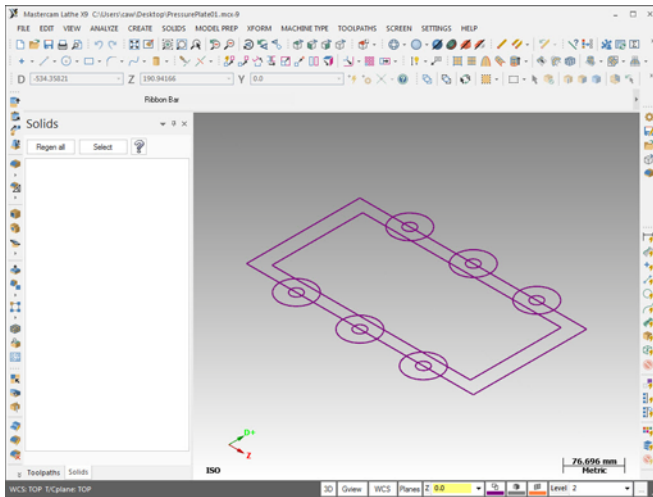 Mastercam Lathe X9 C:\Users\caw\Desktop\PressurePlate01.mcx-9
FILE EDIT VIEW ANALYZE CREATE SOLIDS MODEL PREP XFORM MACHINE TYPE TOOLPATHS SCREEN SETTINGS HELP
D -534.35821 Z 190.94166 Y 0.0
Ribbon Bar
Solids
Regen all Select
D+
Z
ISO
76.696 mm
Metric
Toolpaths Solids
WCS: TOP T/Cplane: TOP 3D Gview WCS Planes Z 0.0 Level 2